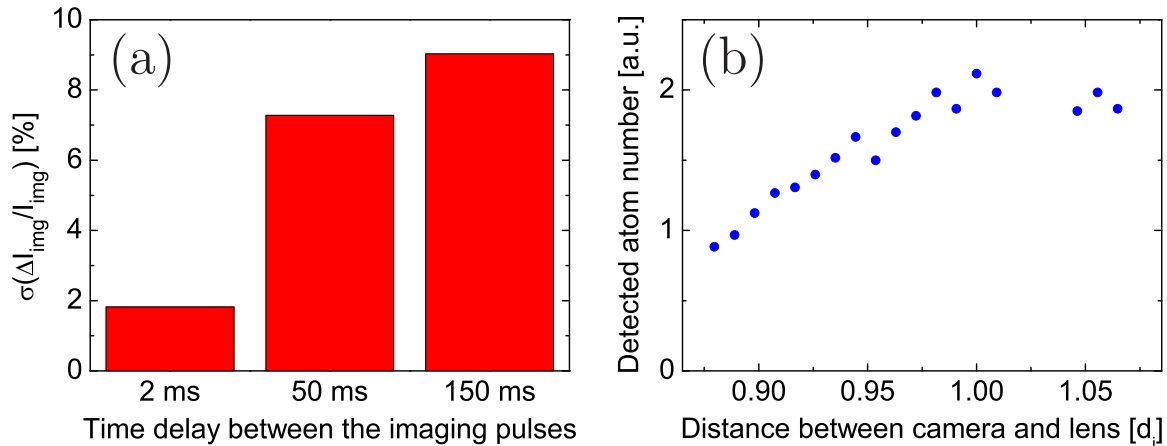 (a)
σ(ΔI_img/I_img) [%]
10
8
6
4
2
0
2 ms 50 ms 150 ms
Time delay between the imaging pulses
(b)
Detected atom number [a.u.]
2
1
0
0.90 0.95 1.00 1.05
Distance between camera and lens [d_i]